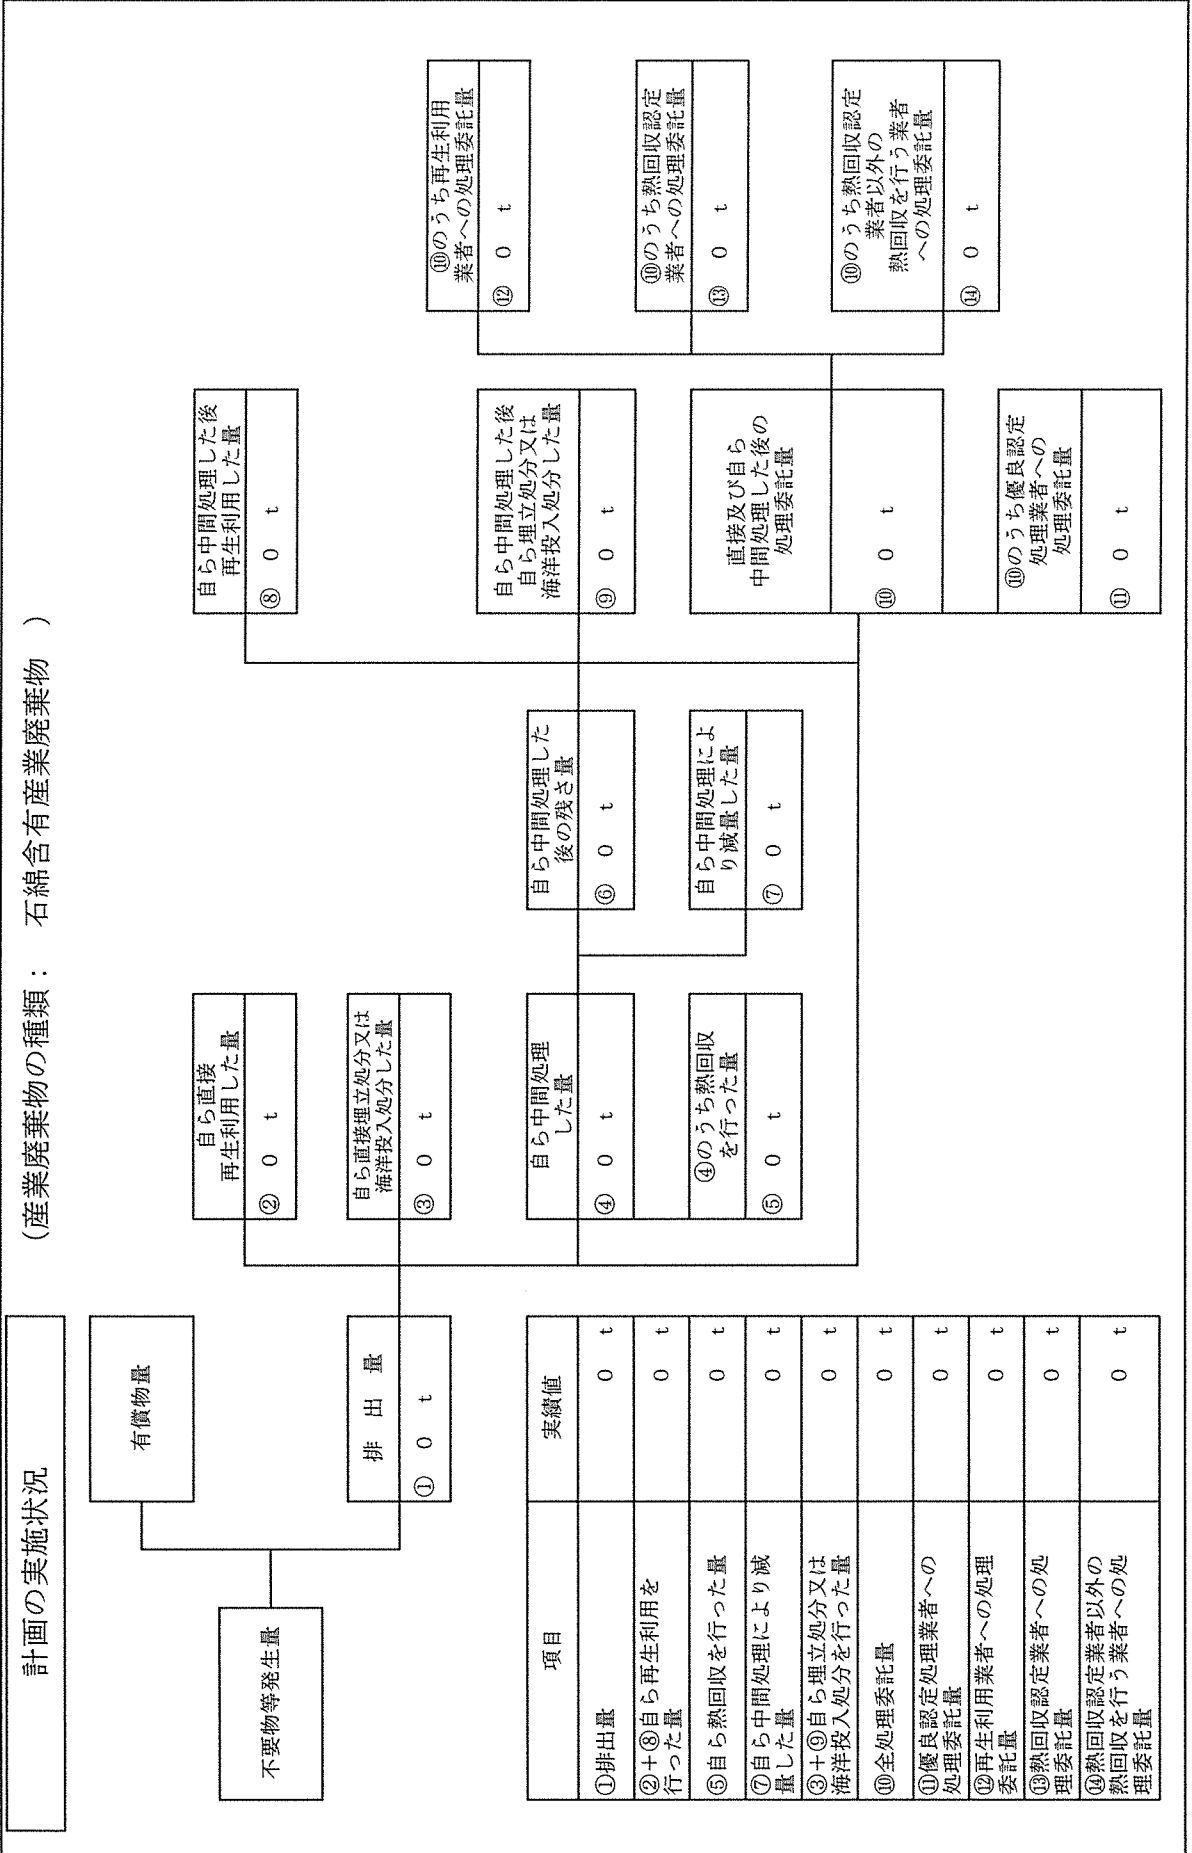 計画の実施状況
(産業廃棄物の種類： 石綿含有産業廃棄物 )
不要物等発生量
有償物量
排 出 量
① 0 t
自ら直接
再生利用した量
② 0 t
自ら直接埋立処分又は
海洋投入処分した量
③ 0 t
自ら中間処理
した量
④ 0 t
④のうち熱回収
を行った量
⑤ 0 t
自ら中間処理した
後の残さ量
⑥ 0 t
自ら中間処理によ
り減量した量
⑦ 0 t
自ら中間処理した後
再生利用した量
⑧ 0 t
自ら中間処理した後
自ら埋立処分又は
海洋投入処分した量
⑨ 0 t
直接及び自ら
中間処理した後の
処理委託量
⑩ 0 t
⑩のうち優良認定
処理業者への
処理委託量
⑪ 0 t
⑩のうち再生利用
業者への処理委託量
⑫ 0 t
⑩のうち熱回収認定
業者への処理委託量
⑬ 0 t
⑩のうち熱回収認定
業者以外の
熱回収を行う業者
への処理委託量
⑭ 0 t
項目 実績値
①排出量 0 t
②＋⑧自ら再生利用を
行った量 0 t
⑤自ら熱回収を行った量 0 t
⑦自ら中間処理により減
量した量 0 t
③＋⑨自ら埋立処分又は
海洋投入処分を行った量 0 t
⑩全処理委託量 0 t
⑪優良認定処理業者への
処理委託量 0 t
⑫再生利用業者への処理
委託量 0 t
⑬熱回収認定業者への処
理委託量 0 t
⑭熱回収認定業者以外の
熱回収を行う業者への処
理委託量 0 t